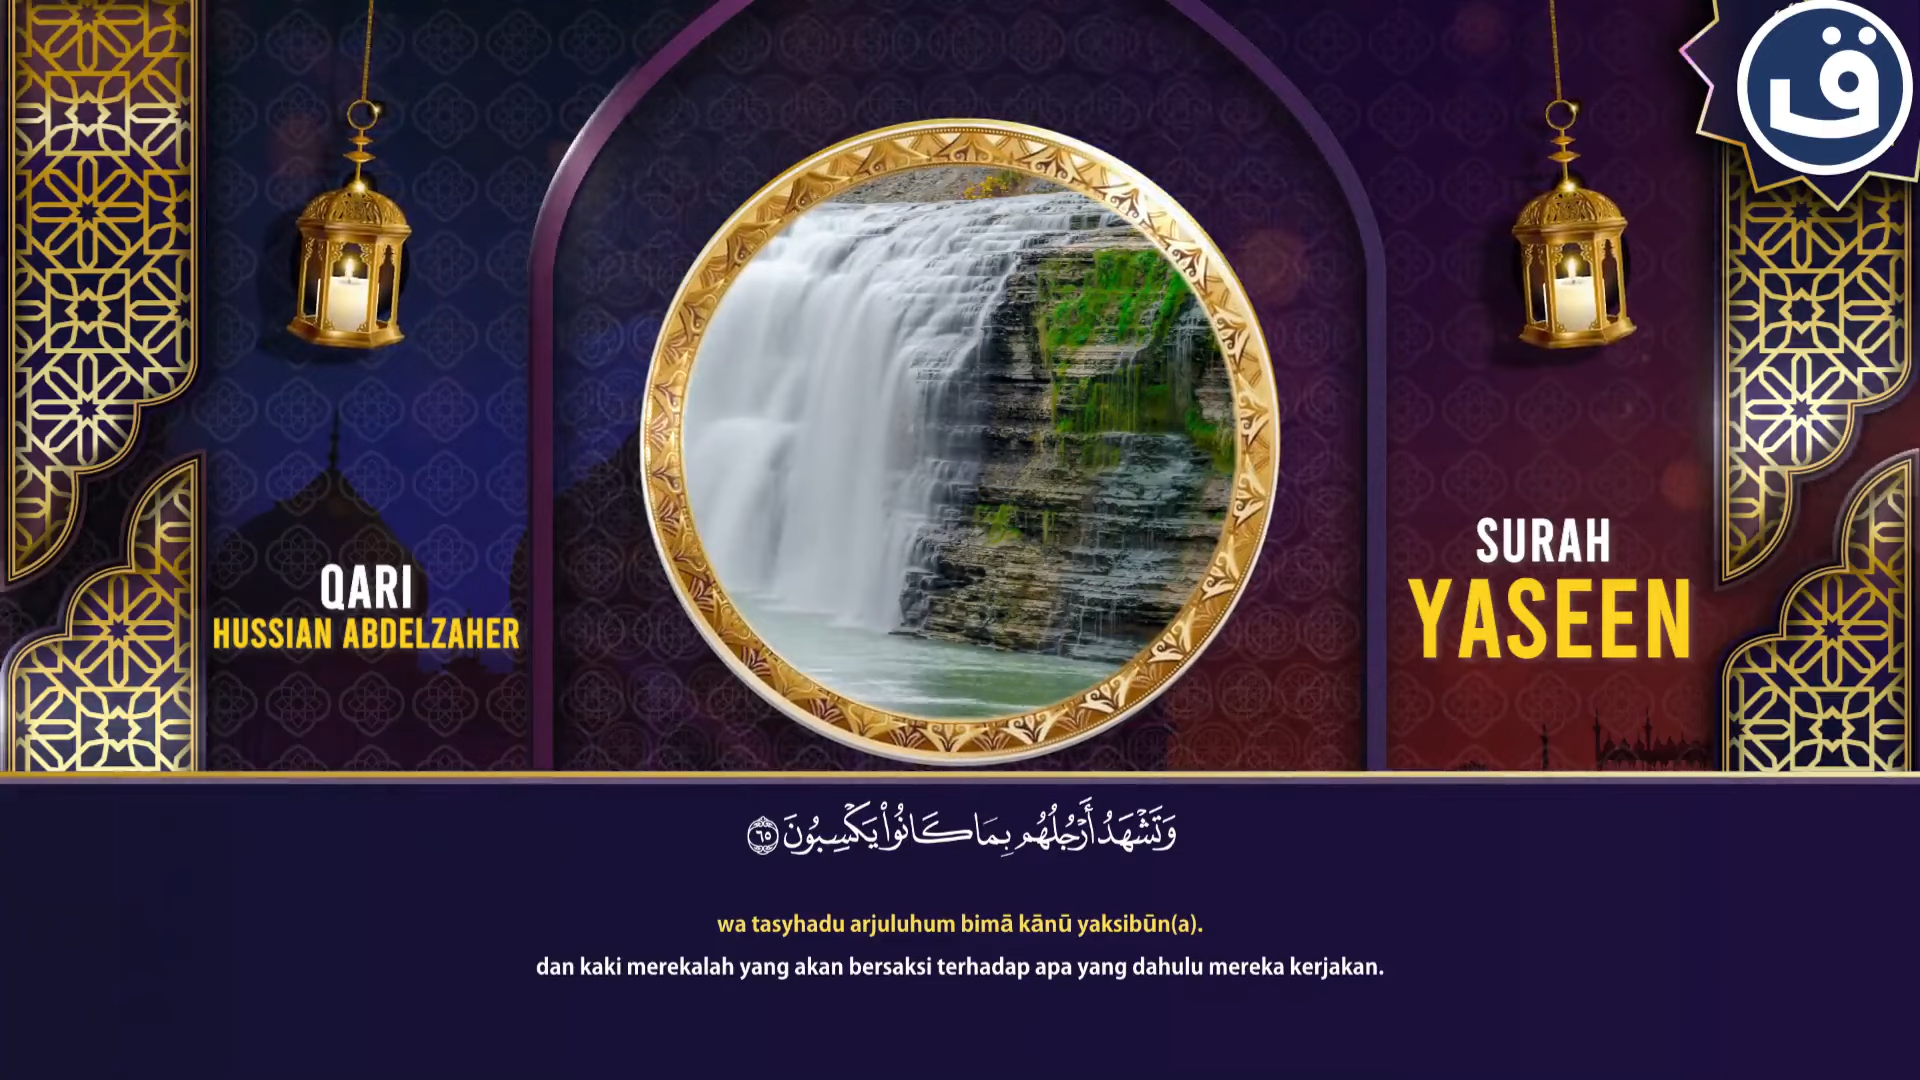 ق
QARI
HUSSIAN ABDELZAHER
SURAH
YASEEN
وَتَشْهَدُ أَرْجُلُهُم بِمَا كَانُوا۟ يَكْسِبُونَ ٦٥
wa tasyhadu arjuluhum bimā kānū yaksibūn(a).
dan kaki merekalah yang akan bersaksi terhadap apa yang dahulu mereka kerjakan.